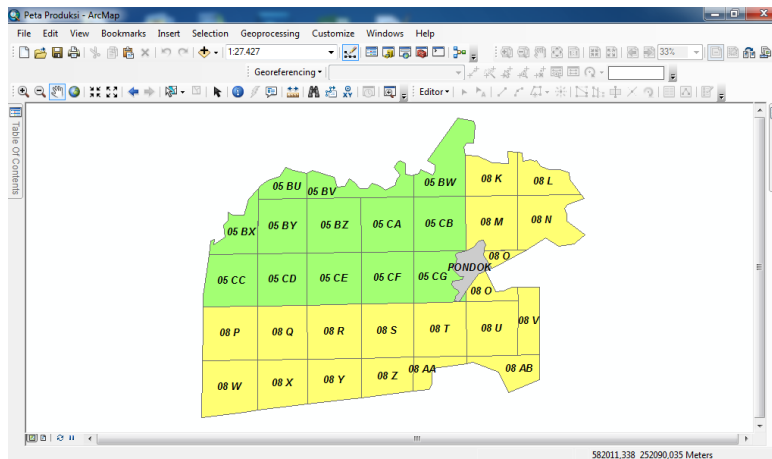 Peta Produksi - ArcMap
File Edit View Bookmarks Insert Selection Geoprocessing Customize Windows Help
1:27.427
33%
Georeferencing
Editor
Table Of Contents
05 BU 05 BV 05 BW 08 K 08 L
05 BX 05 BY 05 BZ 05 CA 05 CB 08 M 08 N
08 O
PONDOK
05 CC 05 CD 05 CE 05 CF 05 CG 08 O
08 P 08 Q 08 R 08 S 08 T 08 U 08 V
08 W 08 X 08 Y 08 Z 08 AA 08 AB
582011,338 252090,035 Meters